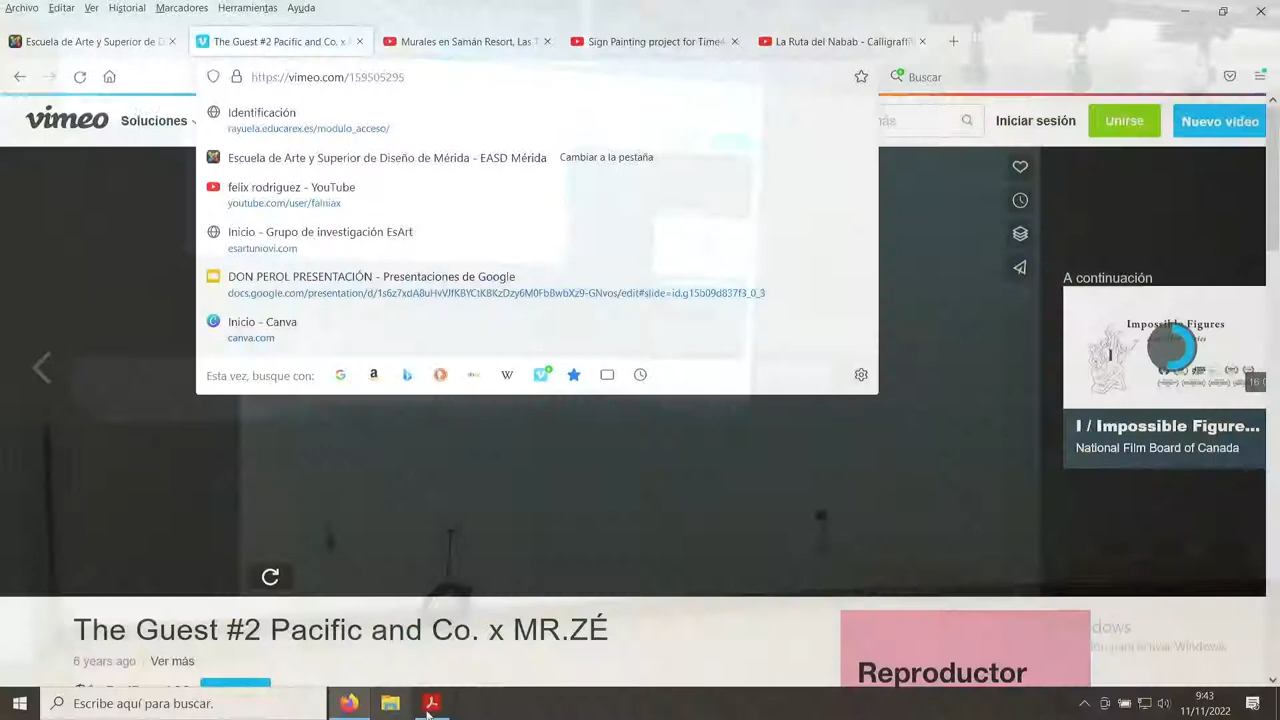 Archivo Editar Ver Historial Marcadores Herramientas Ayuda
Escuela de Arte y Superior de D
The Guest #2 Pacific and Co. x
Murales en Samán Resort, Las T
Sign Painting project for Time4
La Ruta del Nabab - Calligraffi
https://vimeo.com/159505295
Buscar
vimeo
Soluciones
más
Iniciar sesión
Unirse
Nuevo video
Identificación
rayuela.educarex.es/modulo_acceso/
Escuela de Arte y Superior de Diseño de Mérida - EASD Mérida Cambiar a la pestaña
felix rodriguez - YouTube
youtube.com/user/falniax
Inicio - Grupo de investigación EsArt
esartuniovi.com
DON PEROL PRESENTACIÓN - Presentaciones de Google
Inicio - Canva
canva.com
Esta vez, busque con:
A continuación
Impossible Figures
I / Impossible Figure...
National Film Board of Canada
The Guest #2 Pacific and Co. x MR.ZÉ
6 years ago Ver más
Reproductor
Escribe aquí para buscar.
9:43
11/11/2022